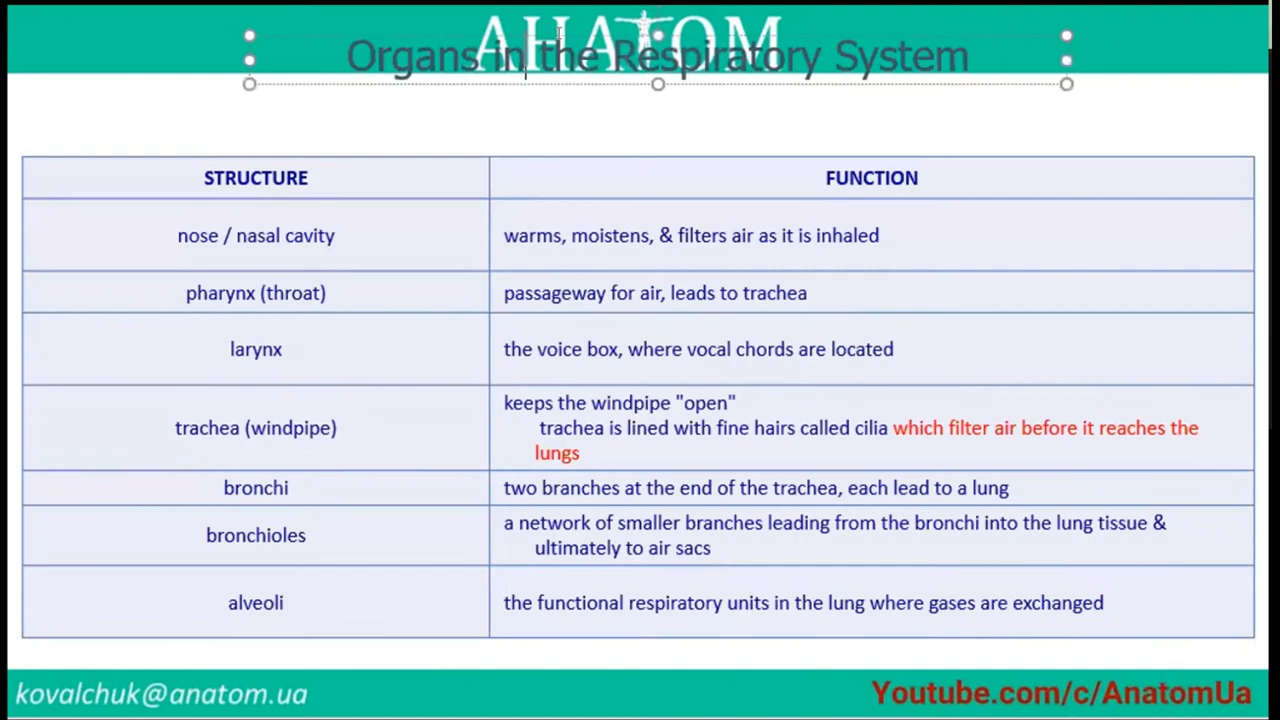 AНАТОМ
Organs in the Respiratory System
STRUCTURE
FUNCTION
nose / nasal cavity
warms, moistens, & filters air as it is inhaled
pharynx (throat)
passageway for air, leads to trachea
larynx
the voice box, where vocal chords are located
trachea (windpipe)
keeps the windpipe "open"
trachea is lined with fine hairs called cilia which filter air before it reaches the
lungs
bronchi
two branches at the end of the trachea, each lead to a lung
bronchioles
a network of smaller branches leading from the bronchi into the lung tissue &
ultimately to air sacs
alveoli
the functional respiratory units in the lung where gases are exchanged
kovalchuk@anatom.ua
Youtube.com/c/AnatomUa